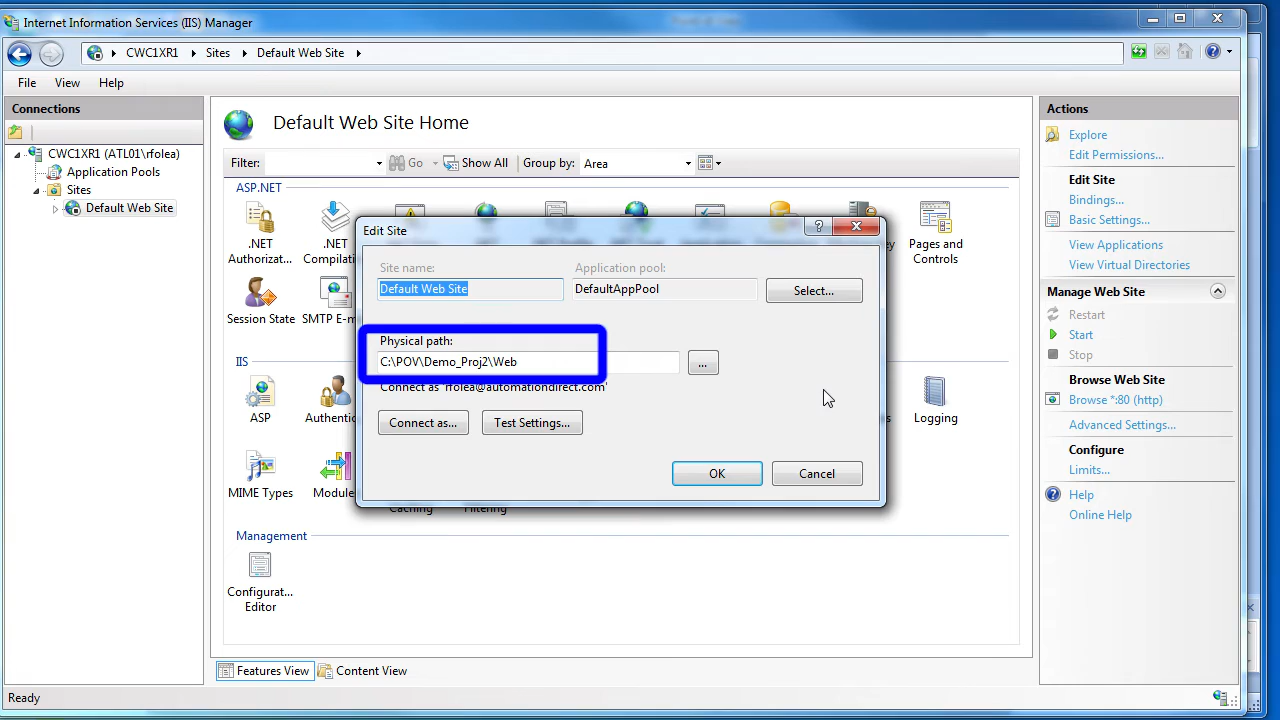 Internet Information Services (IIS) Manager
CWC1XR1 Sites Default Web Site
File View Help
Connections
CWC1XR1 (ATL01\rfolea)
Application Pools
Sites
Default Web Site
Default Web Site Home
Filter: Go Show All Group by: Area
ASP.NET
.NET Authorizat...
.NET Compilati
Pages and Controls
Session State
SMTP E-m
IIS
ASP
Authentic
Logging
MIME Types
Module
Caching
Filtering
Management
Configurat... Editor
Features View Content View
Ready
Edit Site
Site name:
Default Web Site
Application pool:
DefaultAppPool
Select...
Physical path:
C:\POV\Demo_Proj2\Web
...
Connect as 'rfolea@automationdirect.com'
Connect as... Test Settings...
OK Cancel
Actions
Explore
Edit Permissions...
Edit Site
Bindings...
Basic Settings...
View Applications
View Virtual Directories
Manage Web Site
Restart
Start
Stop
Browse Web Site
Browse *:80 (http)
Advanced Settings...
Configure
Limits...
Help
Online Help